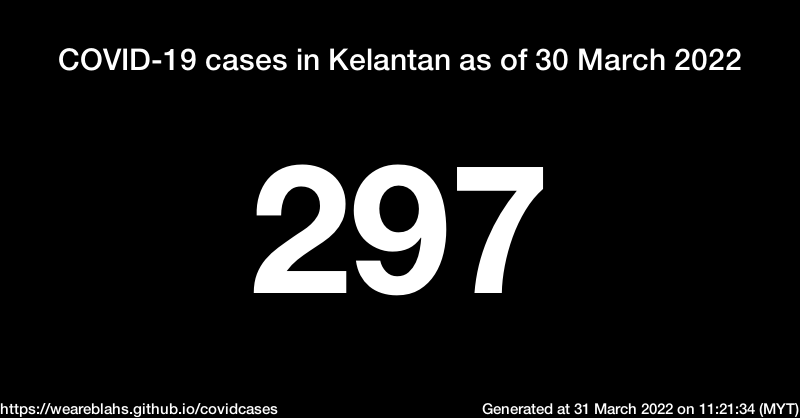 COVID-19 cases in Kelantan as of 30 March 2022
297
https://weareblahs.github.io/covidcases
Generated at 31 March 2022 on 11:21:34 (MYT)